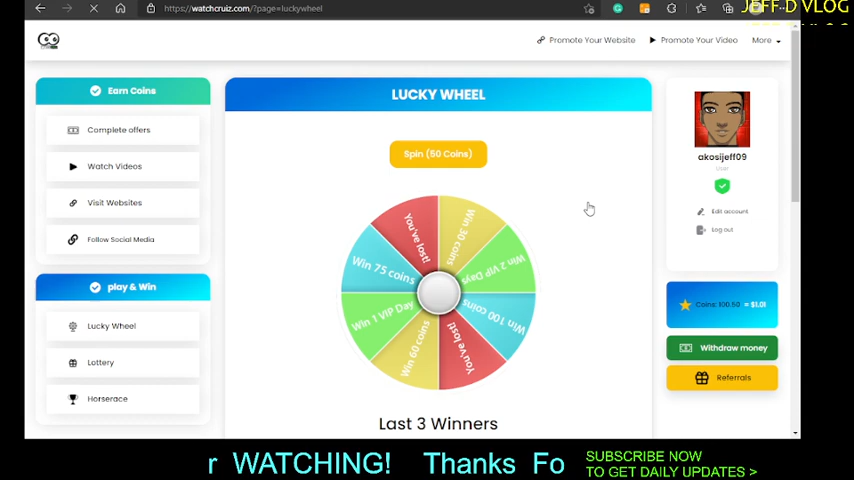 JEFF D VLOG
https://watchcruiz.com/?page=luckywheel
Promote Your Website
Promote Your Video
More
Earn Coins
Complete offers
Watch Videos
Visit Websites
Follow Social Media
play & Win
Lucky Wheel
Lottery
Horserace
LUCKY WHEEL
Spin (50 Coins)
You've lost!
Win 30 coins
Win 2 VIP Days
Win 100 coins
You've lost!
Win 60 coins
Win 1 VIP Day
Win 75 coins
Last 3 Winners
akosijeff09
Edit account
Log out
Coins: 100.50 = $1.01
Withdraw money
Referrals
r WATCHING! Thanks Fo
SUBSCRIBE NOW
TO GET DAILY UPDATES >